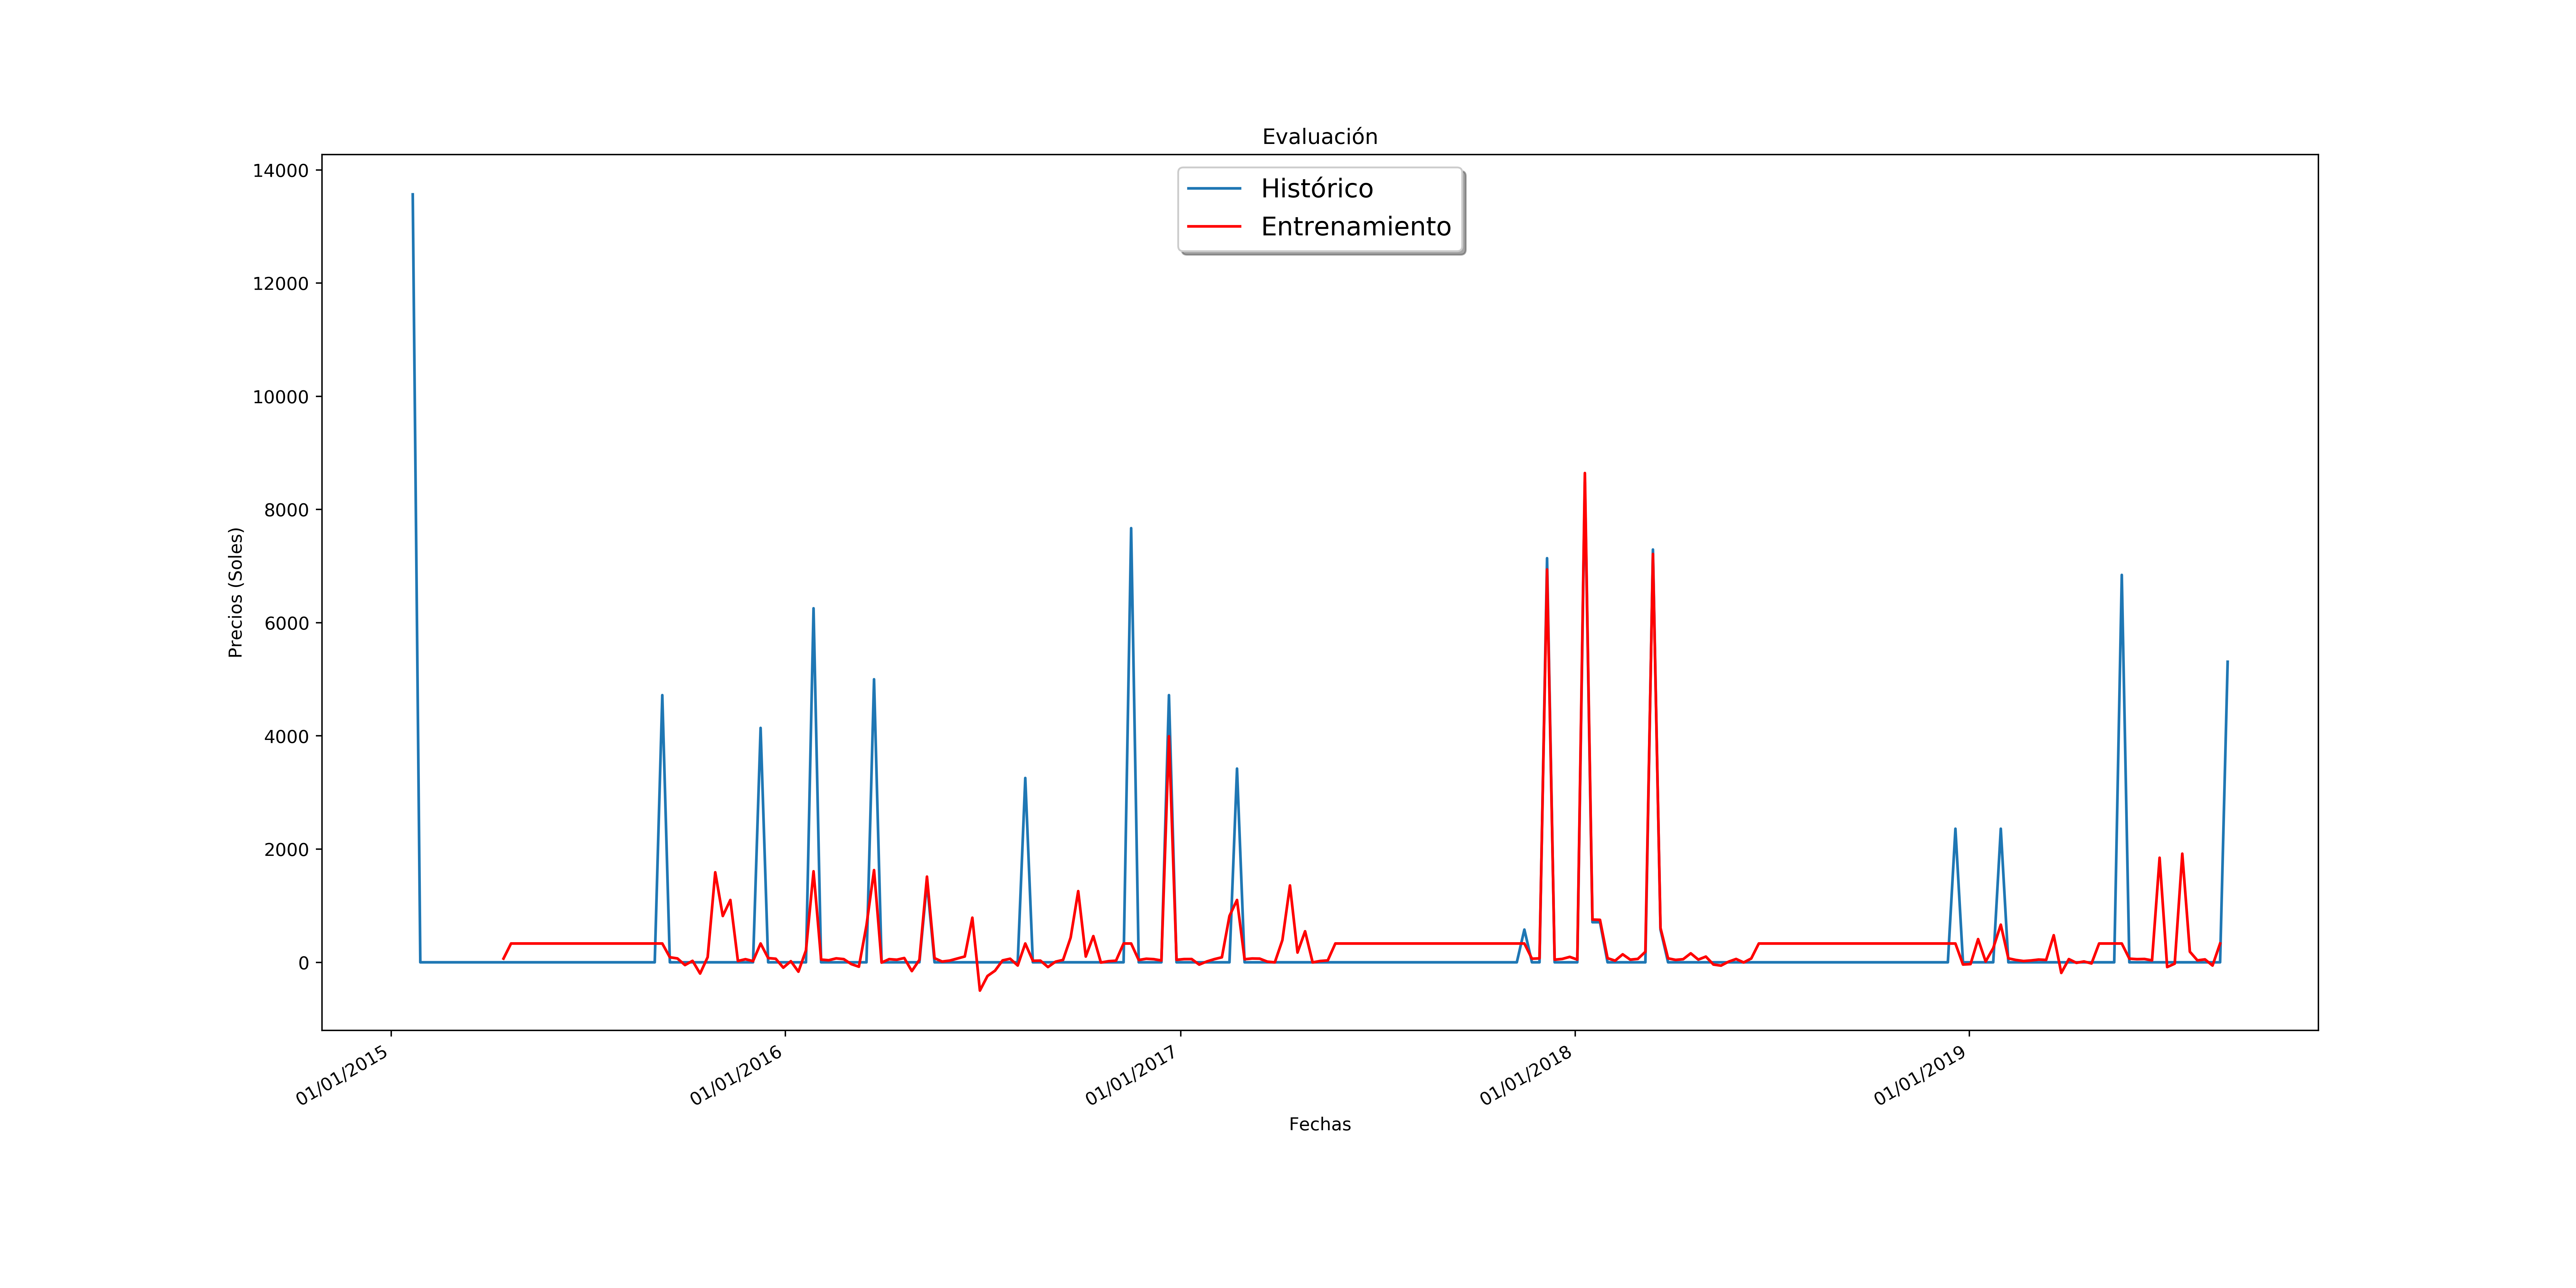 Evaluación
Histórico
Entrenamiento
Precios (Soles)
14000
12000
10000
8000
6000
4000
2000
0
01/01/2015
01/01/2016
01/01/2017
01/01/2018
01/01/2019
Fechas